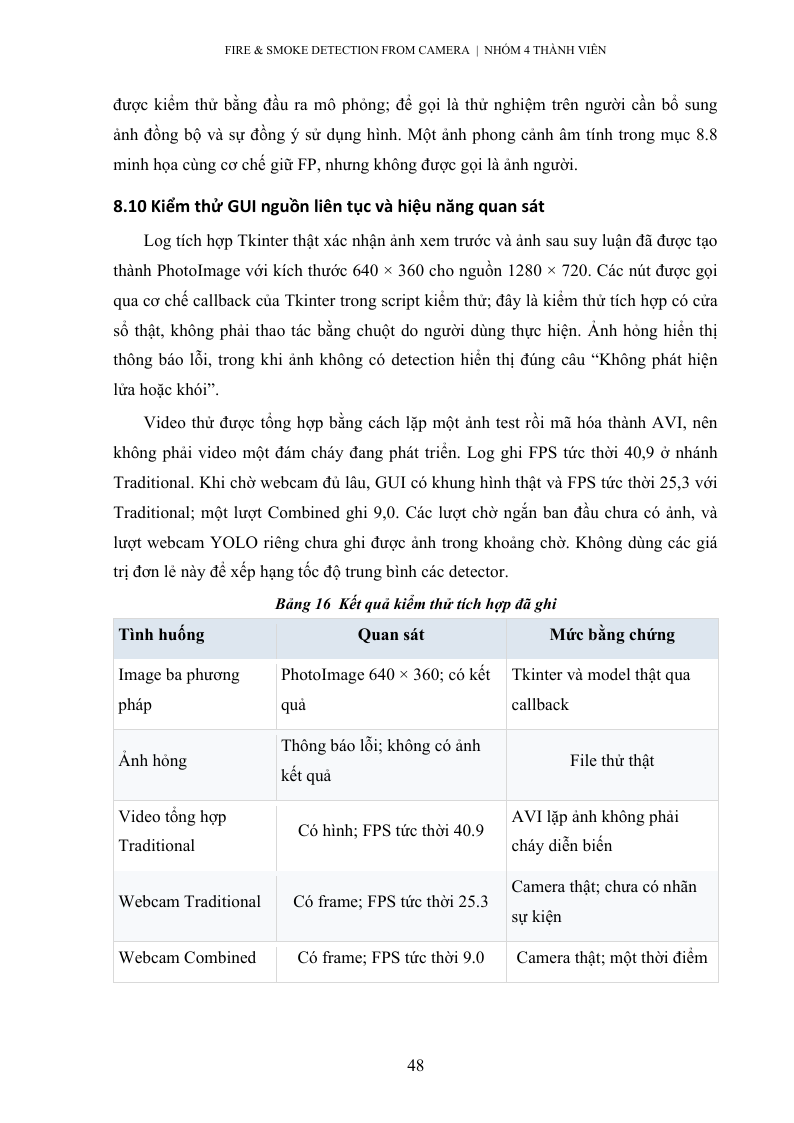 FIRE & SMOKE DETECTION FROM CAMERA | NHÓM 4 THÀNH VIÊN
được kiểm thử bằng đầu ra mô phỏng; để gọi là thử nghiệm trên người cần bổ sung
ảnh đồng bộ và sự đồng ý sử dụng hình. Một ảnh phong cảnh âm tính trong mục 8.8
minh họa cùng cơ chế giữ FP, nhưng không được gọi là ảnh người.
8.10 Kiểm thử GUI nguồn liên tục và hiệu năng quan sát
Log tích hợp Tkinter thật xác nhận ảnh xem trước và ảnh sau suy luận đã được tạo
thành PhotoImage với kích thước 640 × 360 cho nguồn 1280 × 720. Các nút được gọi
qua cơ chế callback của Tkinter trong script kiểm thử; đây là kiểm thử tích hợp có cửa
sổ thật, không phải thao tác bằng chuột do người dùng thực hiện. Ảnh hỏng hiển thị
thông báo lỗi, trong khi ảnh không có detection hiển thị đúng câu “Không phát hiện
lửa hoặc khói”.
Video thử được tổng hợp bằng cách lặp một ảnh test rồi mã hóa thành AVI, nên
không phải video một đám cháy đang phát triển. Log ghi FPS tức thời 40,9 ở nhánh
Traditional. Khi chờ webcam đủ lâu, GUI có khung hình thật và FPS tức thời 25,3 với
Traditional; một lượt Combined ghi 9,0. Các lượt chờ ngắn ban đầu chưa có ảnh, và
lượt webcam YOLO riêng chưa ghi được ảnh trong khoảng chờ. Không dùng các giá
trị đơn lẻ này để xếp hạng tốc độ trung bình các detector.
Bảng 16 Kết quả kiểm thử tích hợp đã ghi
Tình huống Quan sát Mức bằng chứng
Image ba phương
pháp
PhotoImage 640 × 360; có kết
quả
Tkinter và model thật qua
callback
Ảnh hỏng
Thông báo lỗi; không có ảnh
kết quả
File thử thật
Video tổng hợp
Traditional
Có hình; FPS tức thời 40.9
AVI lặp ảnh không phải
cháy diễn biến
Webcam Traditional
Có frame; FPS tức thời 25.3
Camera thật; chưa có nhãn
sự kiện
Webcam Combined
Có frame; FPS tức thời 9.0
Camera thật; một thời điểm
48